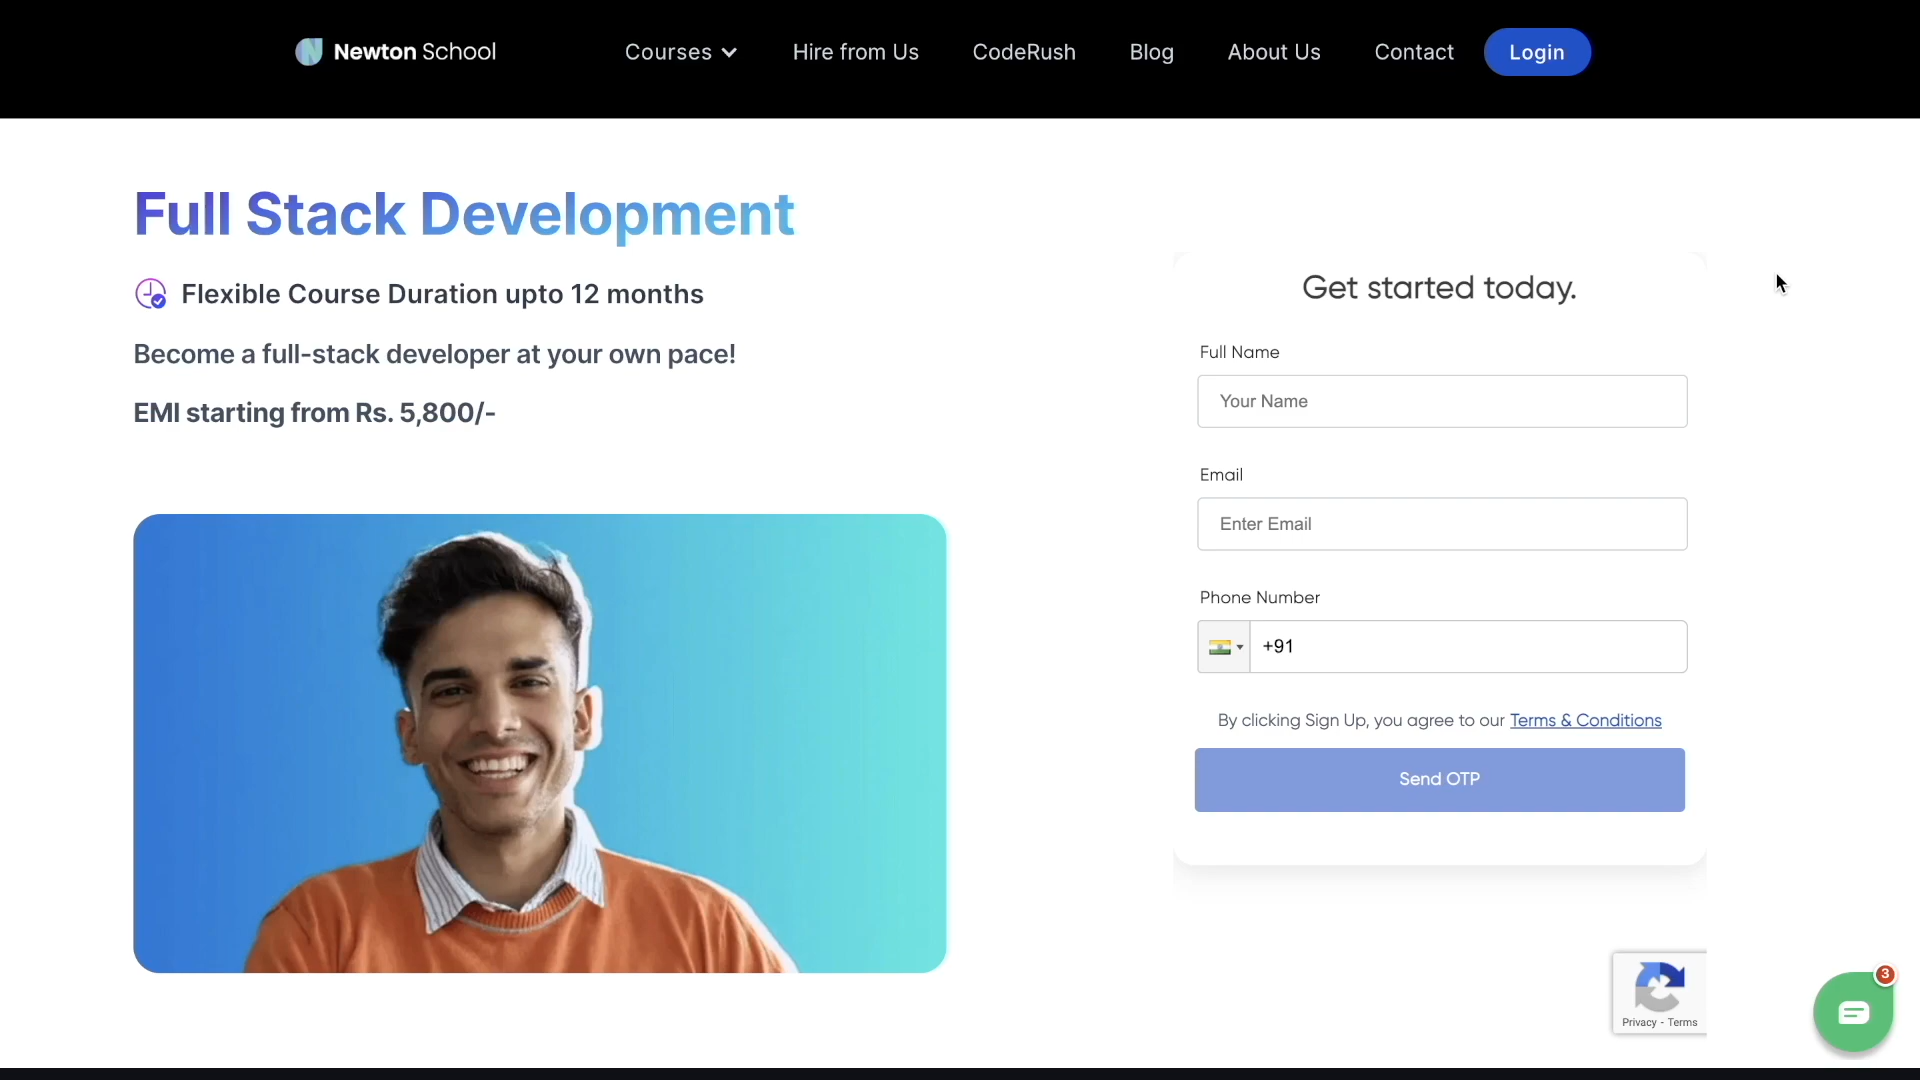 Newton School
Courses
Hire from Us
CodeRush
Blog
About Us
Contact
Login
Full Stack Development
Flexible Course Duration upto 12 months
Become a full-stack developer at your own pace!
EMI starting from Rs. 5,800/-
Get started today.
Full Name
Your Name
Email
Enter Email
Phone Number
+91
By clicking Sign Up, you agree to our Terms & Conditions
Send OTP
Privacy - Terms
3